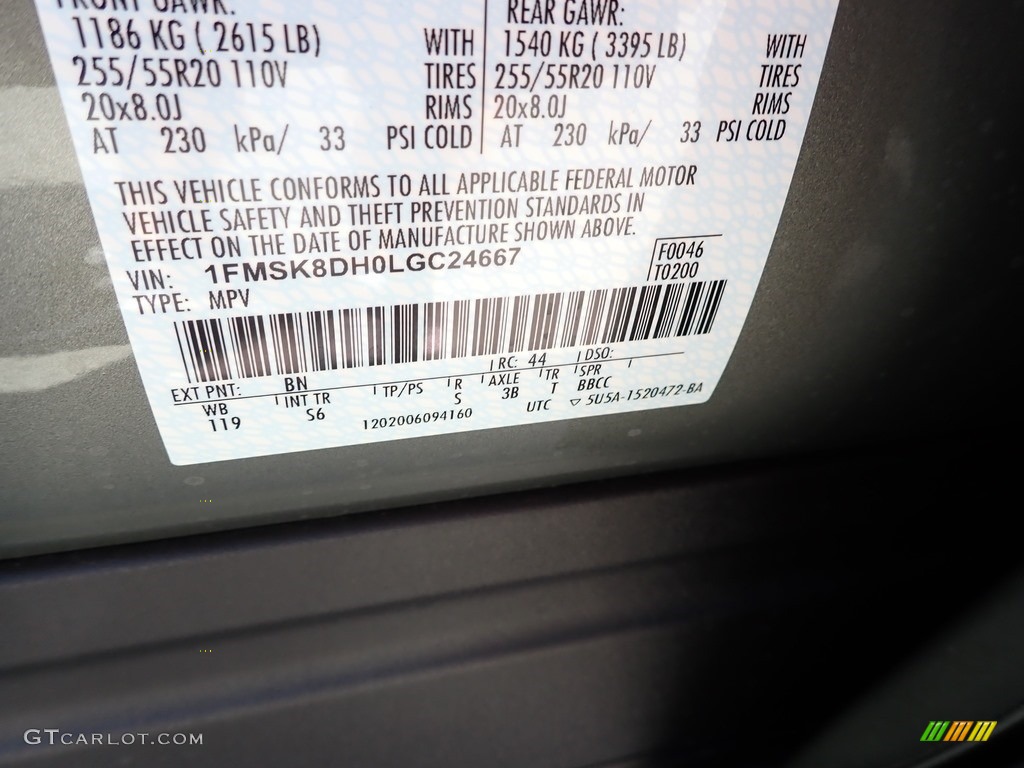 FRONT GAWR:
1186 KG ( 2615 LB) WITH
255/55R20 110V TIRES
20x8.0J RIMS
AT 230 kPa/ 33 PSI COLD
REAR GAWR:
1540 KG ( 3395 LB) WITH
255/55R20 110V TIRES
20x8.0J RIMS
AT 230 kPa/ 33 PSI COLD
THIS VEHICLE CONFORMS TO ALL APPLICABLE FEDERAL MOTOR
VEHICLE SAFETY AND THEFT PREVENTION STANDARDS IN
EFFECT ON THE DATE OF MANUFACTURE SHOWN ABOVE.
VIN: 1FMSK8DH0LGC24667
TYPE: MPV
F0046
T0200
EXT PNT: BN RC: 44 DSO:
WB INT TR TP/PS R AXLE TR SPR
119 S6 S 3B T BBCC
1202006094160 UTC ▽ 5U5A-1520472-BA
GTCARLOT.COM